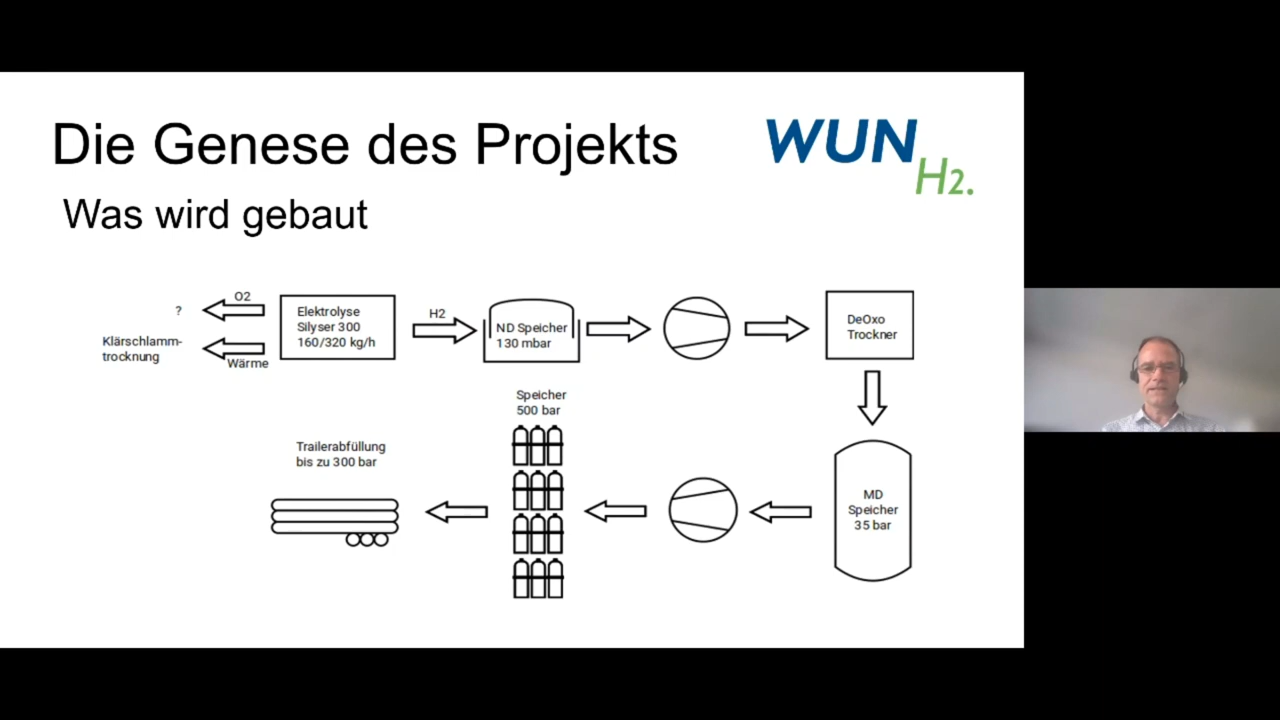 Die Genese des Projekts
WUN
H2.
Was wird gebaut
O2
?
Klärschlamm-
trocknung
Wärme
Elektrolyse
Silyser 300
160/320 kg/h
H2
ND Speicher
130 mbar
DeOxo
Trockner
MD
Speicher
35 bar
Speicher
500 bar
Trailerabfüllung
bis zu 300 bar